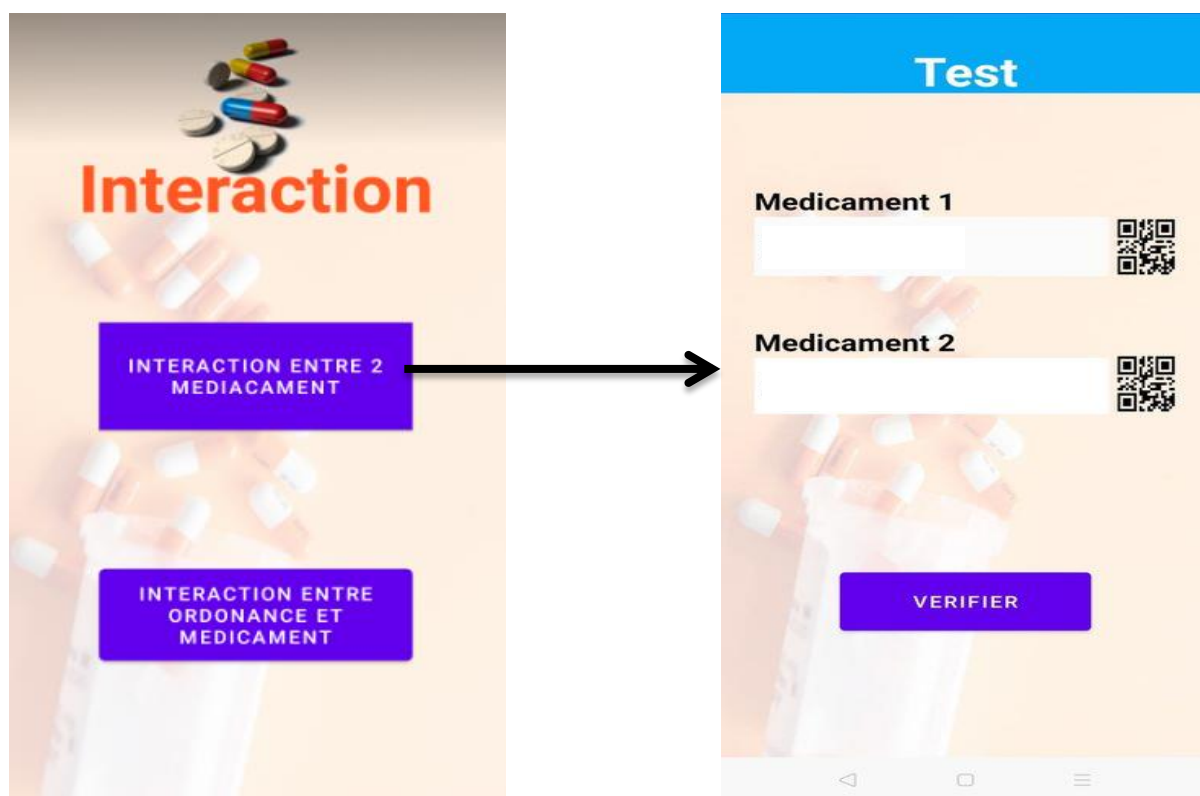 Interaction
INTERACTION ENTRE 2
MEDIACAMENT
INTERACTION ENTRE
ORDONANCE ET
MEDICAMENT
Test
Medicament 1
Medicament 2
VERIFIER